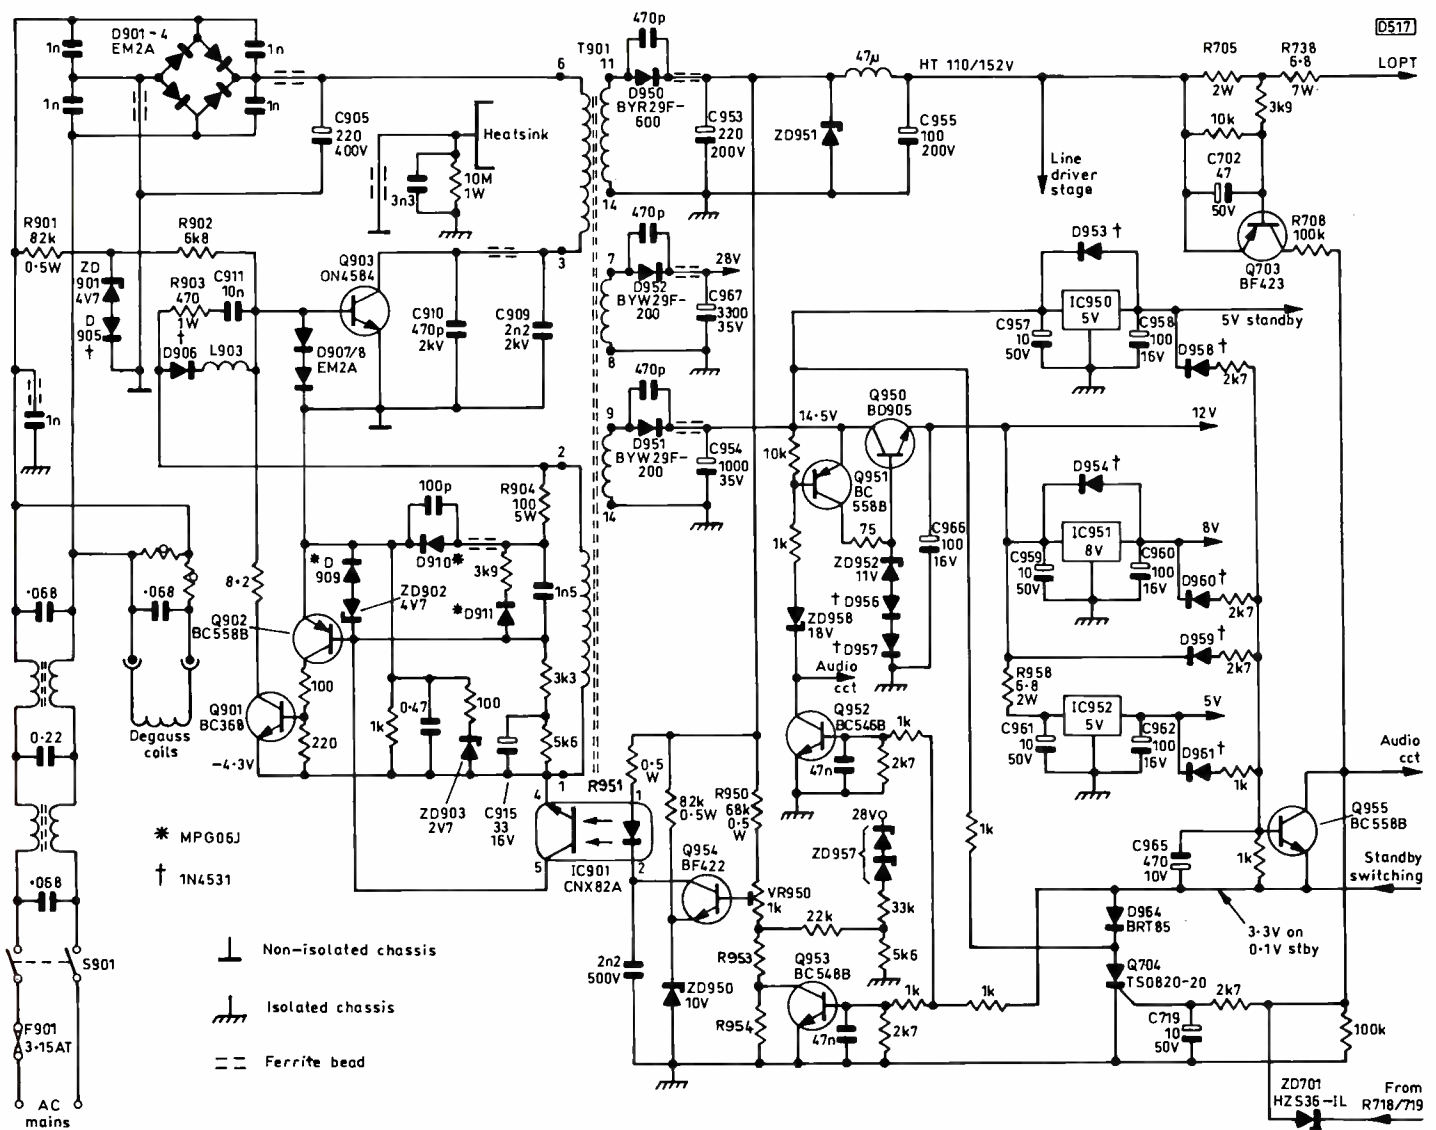 D901-4
EM2A
1n
1n
1n
1n
C905
220
400V
Heatsink
10M
1W
3n3
6
T901
11
470p
D950
BYR29F-
600
C953
220
200V
14
ZD951
47µ
HT 110/152V
C955
100
200V
Line
driver
stage
D517
R705
2W
R738
6·8
7W
LOPT
3k9
10k
C702
47
50V
R708
100k
Q703
BF423
R901
82k
0·5W
R902
6k8
ZD
901
4V7
D
905
†
R903
470
1W
†
C911
10n
D906
L903
Q903
ON4584
3
D907/8
EM2A
C910
470p
2kV
C909
2n2
2kV
1n
470p
7
D952
BYW29F-
200
28V
C967
3300
35V
8
470p
9
D951
BYW29F-
200
C954
1000
35V
14
14·5V
Q950
BD905
12V
10k
Q951
BC
558B
1k
75
C966
100
16V
ZD952
11V
†D956
†D957
ZD958
18V
Audio
cct
D953 †
IC950
5V
C957
10
50V
C958
100
16V
5V standby
D958 †
2k7
D954 †
IC951
8V
C959
10
50V
C960
100
16V
8V
D960 †
2k7
D959 †
2k7
R958
6·8
2W
IC952
5V
C961
10
50V
C962
100
16V
5V
D961 †
1k
2
R904
100
5W
100p
D910*
* D
909
ZD902
4V7
3k9
*D911
1n5
8·2
·068
·068
Q902
BC558B
100
Q901
BC368
220
-4·3V
1k
0·47
100
ZD903
2V7
C915
33
16V
3k3
5k6
1
Degauss
coils
0·22
·068
S901
F901
3·15AT
AC
mains
* MPG06J
† 1N4531
Non-isolated chassis
Isolated chassis
Ferrite bead
R951
0·5
W
4
1
5
2
IC901
CNX82A
82k
0·5W
R950
68k
0·5
W
Q954
BF422
VR950
1k
2n2
500V
ZD950
10V
R953
R954
22k
Q952
BC546B
1k
47n
2k7
28V
ZD957
33k
5k6
Q953
BC548B
47n
1k
2k7
1k
1k
Audio
cct
Q955
BC558B
C965
470
10V
1k
Standby
switching
3·3V on
0·1V stby
D964
BRT85
Q704
TS0820-20
2k7
C719
10
50V
100k
ZD701
HZS36-IL
From
R718/719